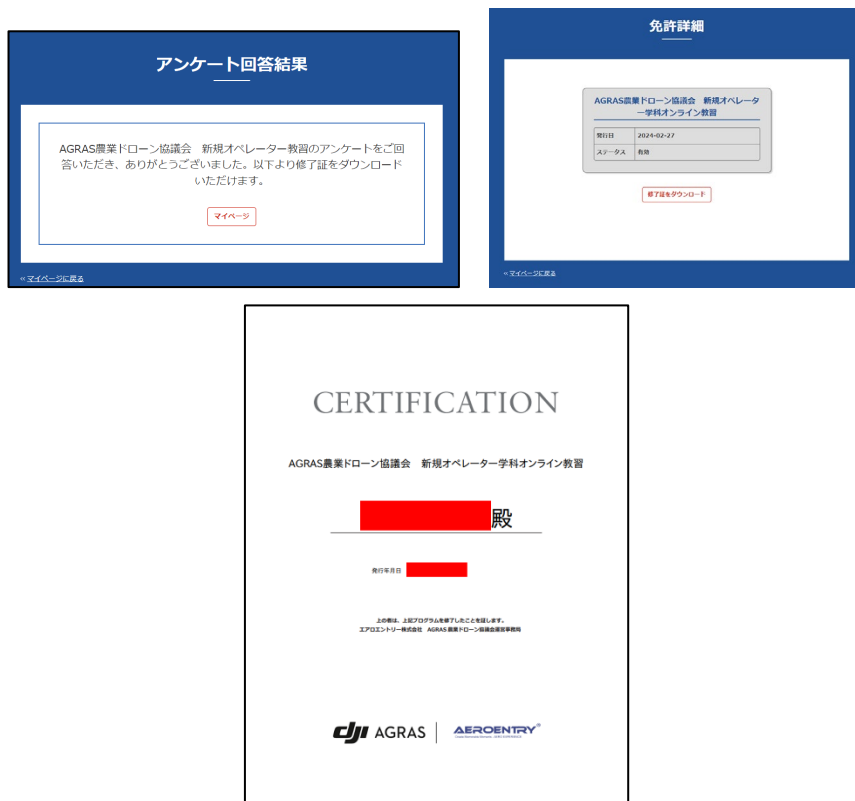 アンケート回答結果
AGRAS農業ドローン協議会　新規オペレーター教習のアンケートをご回
答いただき、ありがとうございました。以下より修了証をダウンロード
いただけます。
マイページ
«マイページに戻る
免許詳細
AGRAS農業ドローン協議会　新規オペレータ
ー学科オンライン教習
発行日 2024-02-27
ステータス 有効
修了証をダウンロード
«マイページに戻る
CERTIFICATION
AGRAS農業ドローン協議会　新規オペレーター学科オンライン教習
殿
発行年月日
上の者は、上記プログラムを修了したことを証します。
エアロエントリー株式会社　AGRAS農業ドローン協議会運営事務局
dji AGRAS
AEROENTRY®